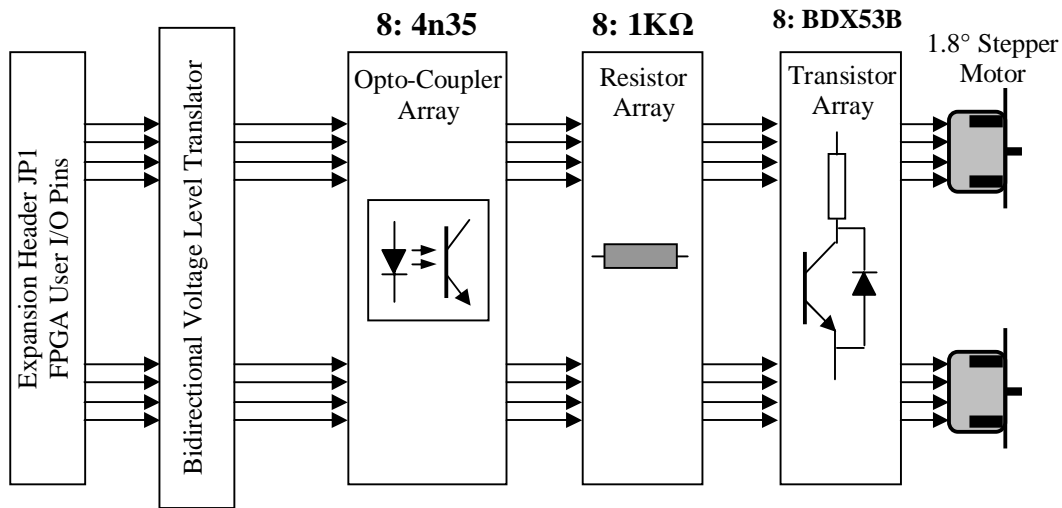 8: 4n35
8: 1KΩ
8: BDX53B
1.8° Stepper
Motor
Expansion Header JP1
FPGA User I/O Pins
Bidirectional Voltage Level Translator
Opto-Coupler
Array
Resistor
Array
Transistor
Array